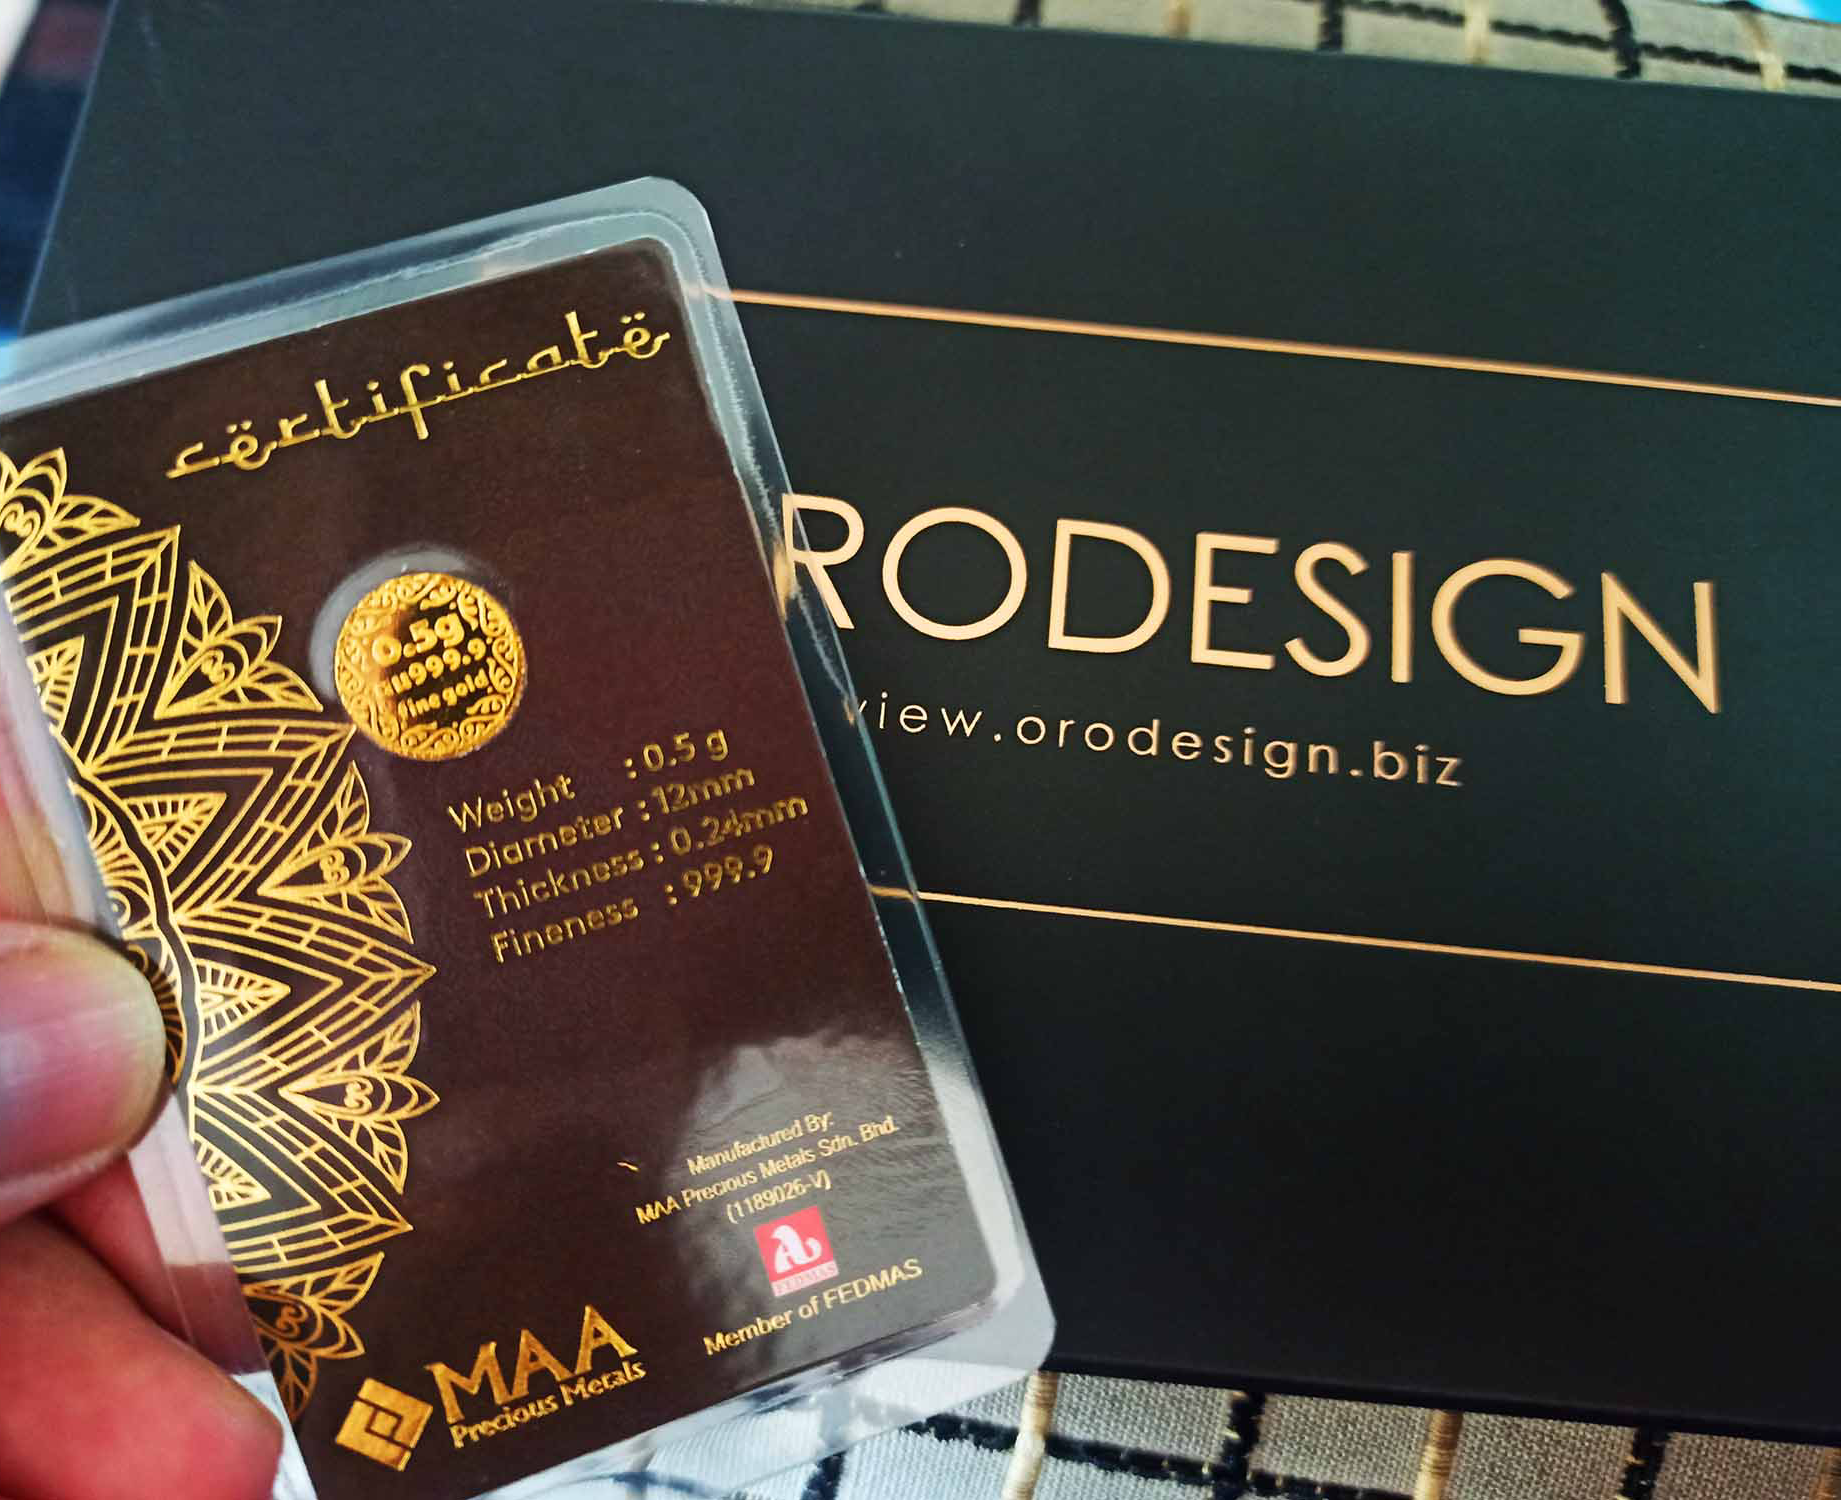 cërtificatë
0.5g
999.9
fine gold
Weight : 0.5 g
Diameter : 12mm
Thickness : 0.24mm
Fineness : 999.9
Manufactured By:
MAA Precious Metals Sdn. Bhd.
(1189026-V)
FEDMAS
Member of FEDMAS
MAA
Precious Metals
RODESIGN
view.orodesign.biz